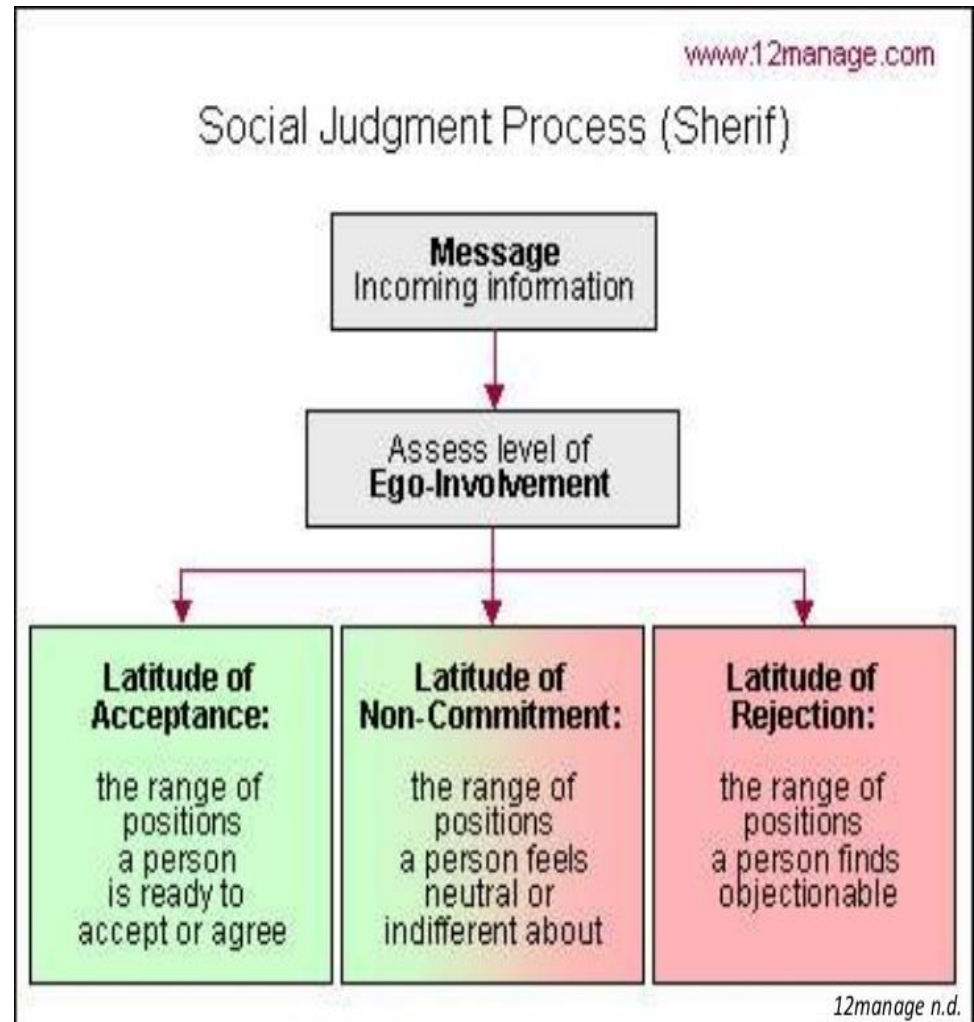 www.12manage.com
Social Judgment Process (Sherif)
Message
Incoming information
Assess level of
Ego-Involvement
Latitude of
Acceptance:
the range of
positions
a person
is ready to
accept or agree
Latitude of
Non-Commitment:
the range of
positions
a person feels
neutral or
indifferent about
Latitude of
Rejection:
the range of
positions
a person finds
objectionable
12manage n.d.